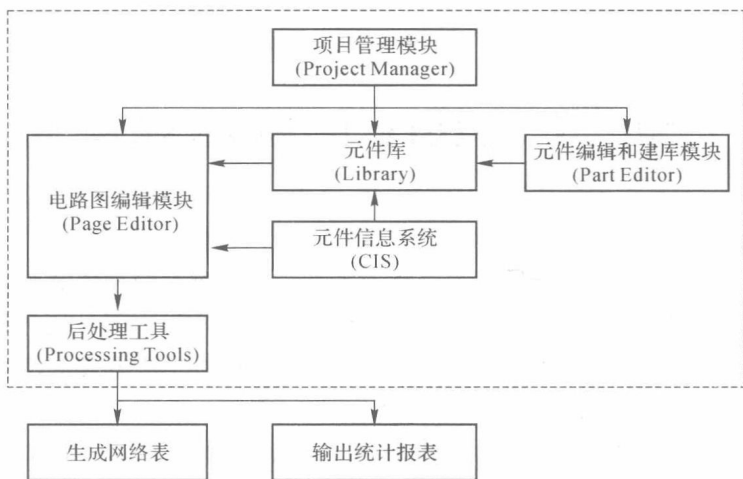 项目管理模块
(Project Manager)
元件库
(Library)
元件编辑和建库模块
(Part Editor)
电路图编辑模块
(Page Editor)
元件信息系统
(CIS)
后处理工具
(Processing Tools)
生成网络表
输出统计报表